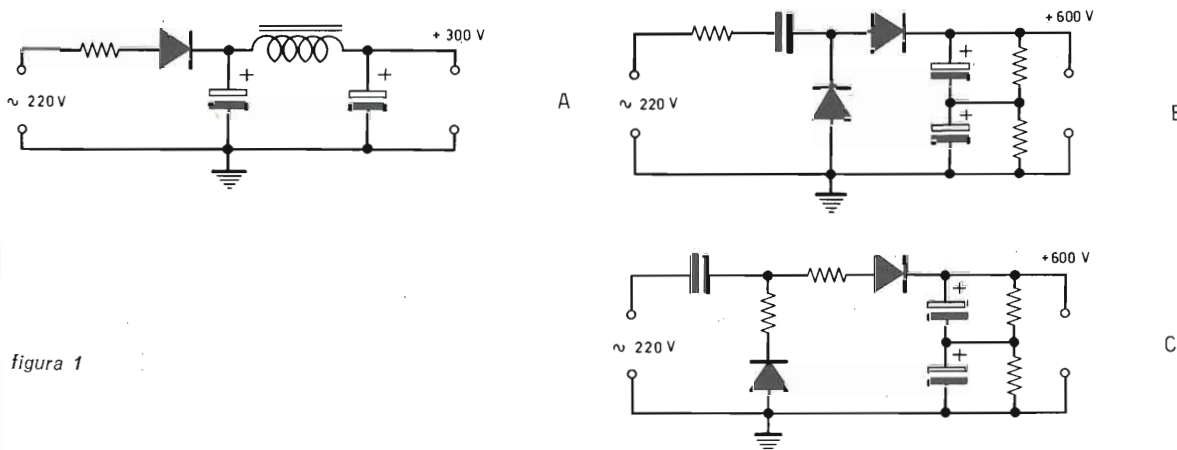 + 300 V
∼ 220 V
A
+ 600 V
∼ 220 V
B
+ 600 V
∼ 220 V
C
figura 1
+
+
+
+
+
+